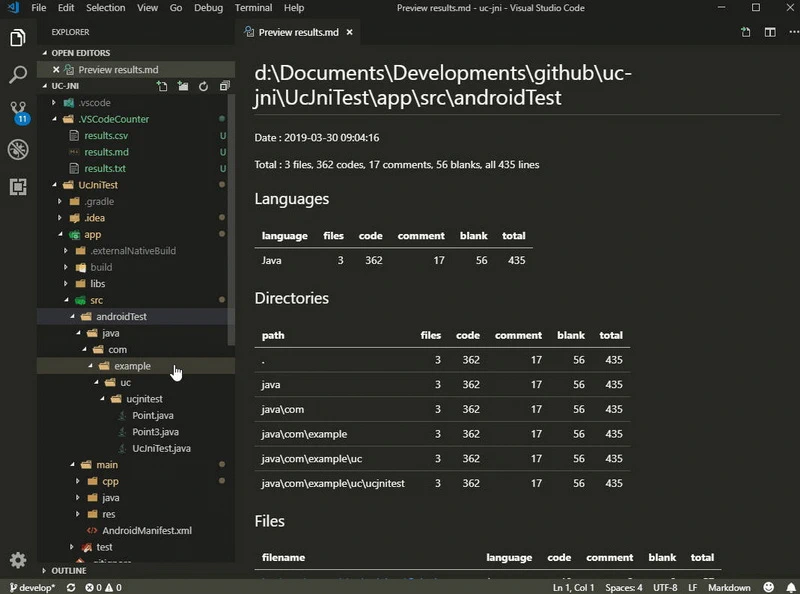 File Edit Selection View Go Debug Terminal Help
Preview results.md - uc-jni - Visual Studio Code
EXPLORER
OPEN EDITORS
Preview results.md
UC-JNI
.vscode
.VSCodeCounter
results.csv U
results.md U
results.txt U
UcJniTest
.gradle
.idea
app
.externalNativeBuild
build
libs
src
androidTest
java
com
example
uc
ucjnitest
Point.java
Point3.java
UcJniTest.java
main
cpp
java
res
AndroidManifest.xml
test
OUTLINE
11
Preview results.md
d:\Documents\Developments\github\uc-
jni\UcJniTest\app\src\androidTest
Date : 2019-03-30 09:04:16
Total : 3 files, 362 codes, 17 comments, 56 blanks, all 435 lines
Languages
language files code comment blank total
Java 3 362 17 56 435
Directories
path files code comment blank total
. 3 362 17 56 435
java 3 362 17 56 435
java\com 3 362 17 56 435
java\com\example 3 362 17 56 435
java\com\example\uc 3 362 17 56 435
java\com\example\uc\ucjnitest 3 362 17 56 435
Files
filename language code comment blank total
develop* 0 0 Ln 1, Col 1 Spaces: 4 UTF-8 LF Markdown